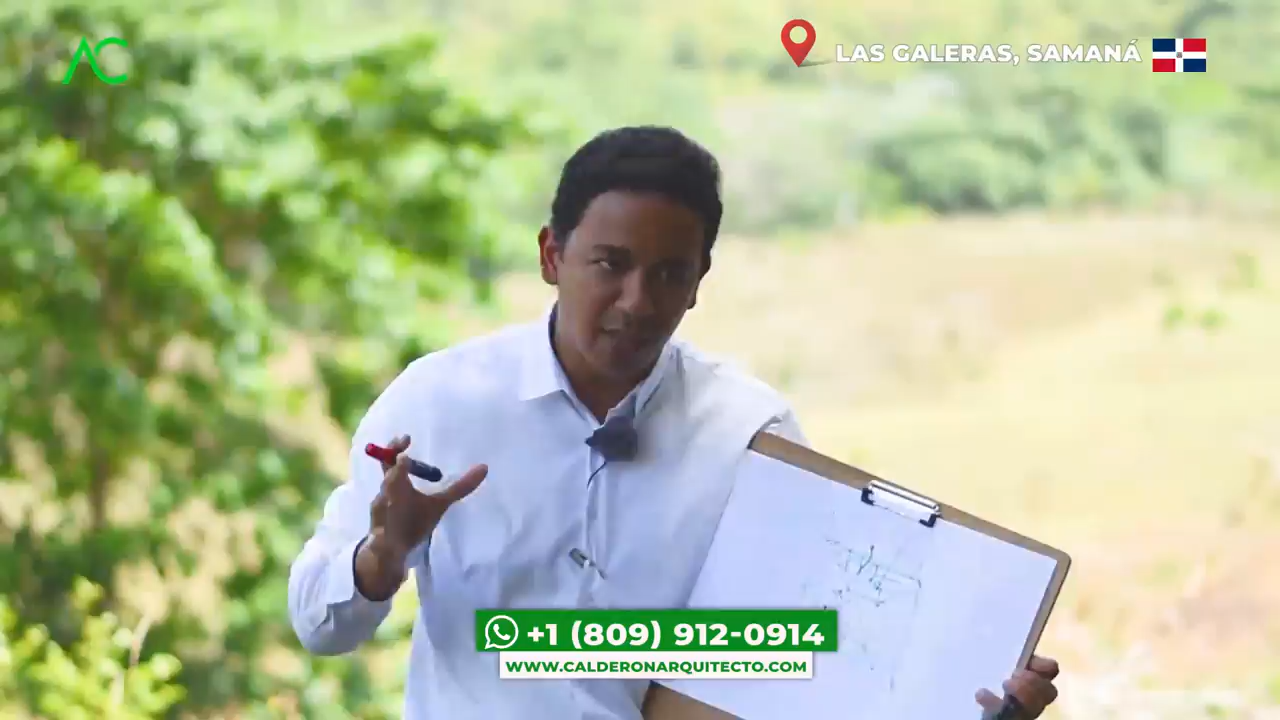 AC
LAS GALERAS, SAMANÁ
+1 (809) 912-0914
WWW.CALDERONARQUITECTO.COM